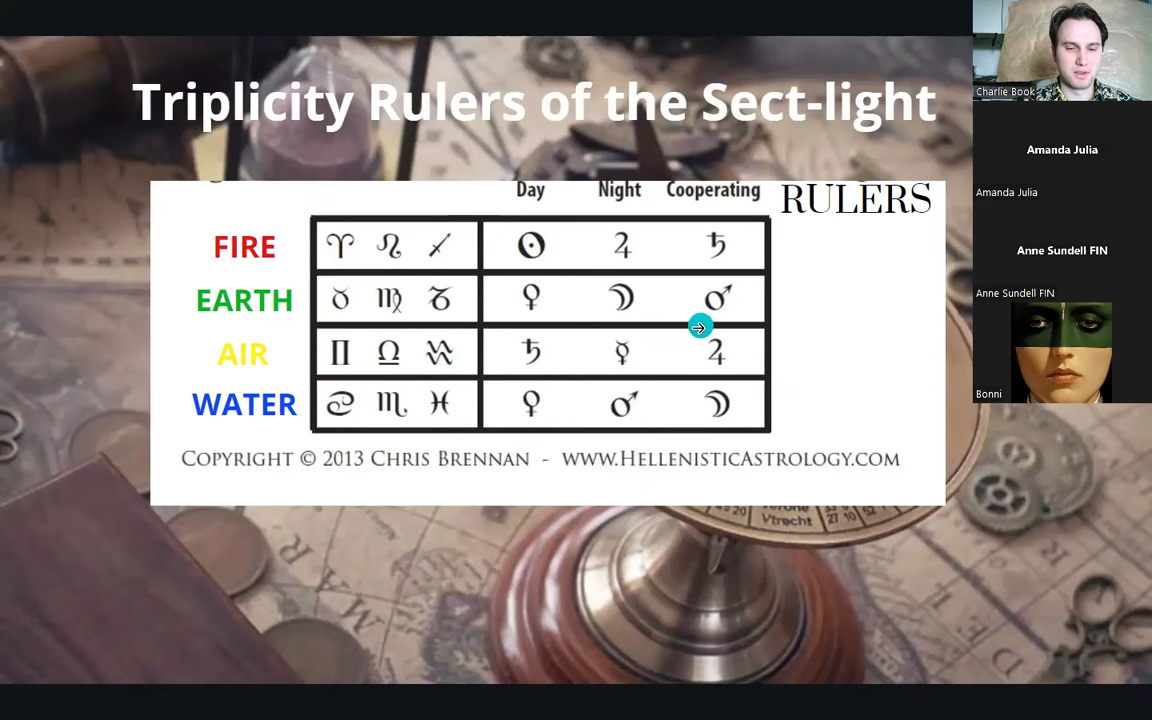 Triplicity Rulers of the Sect-light
Day Night Cooperating RULERS
FIRE ♈ ♌ ♐ ☉ ♃ ♄
EARTH ♉ ♍ ♑ ♀ ☽ ♂
AIR ♊ ♎ ♒ ♄ ☿ ♃
WATER ♋ ♏ ♓ ♀ ♂ ☽
COPYRIGHT © 2013 CHRIS BRENNAN - WWW.HELLENISTICASTROLOGY.COM
Vtrecht
Charlie Book
Amanda Julia
Amanda Julia
Anne Sundell FIN
Anne Sundell FIN
Bonni